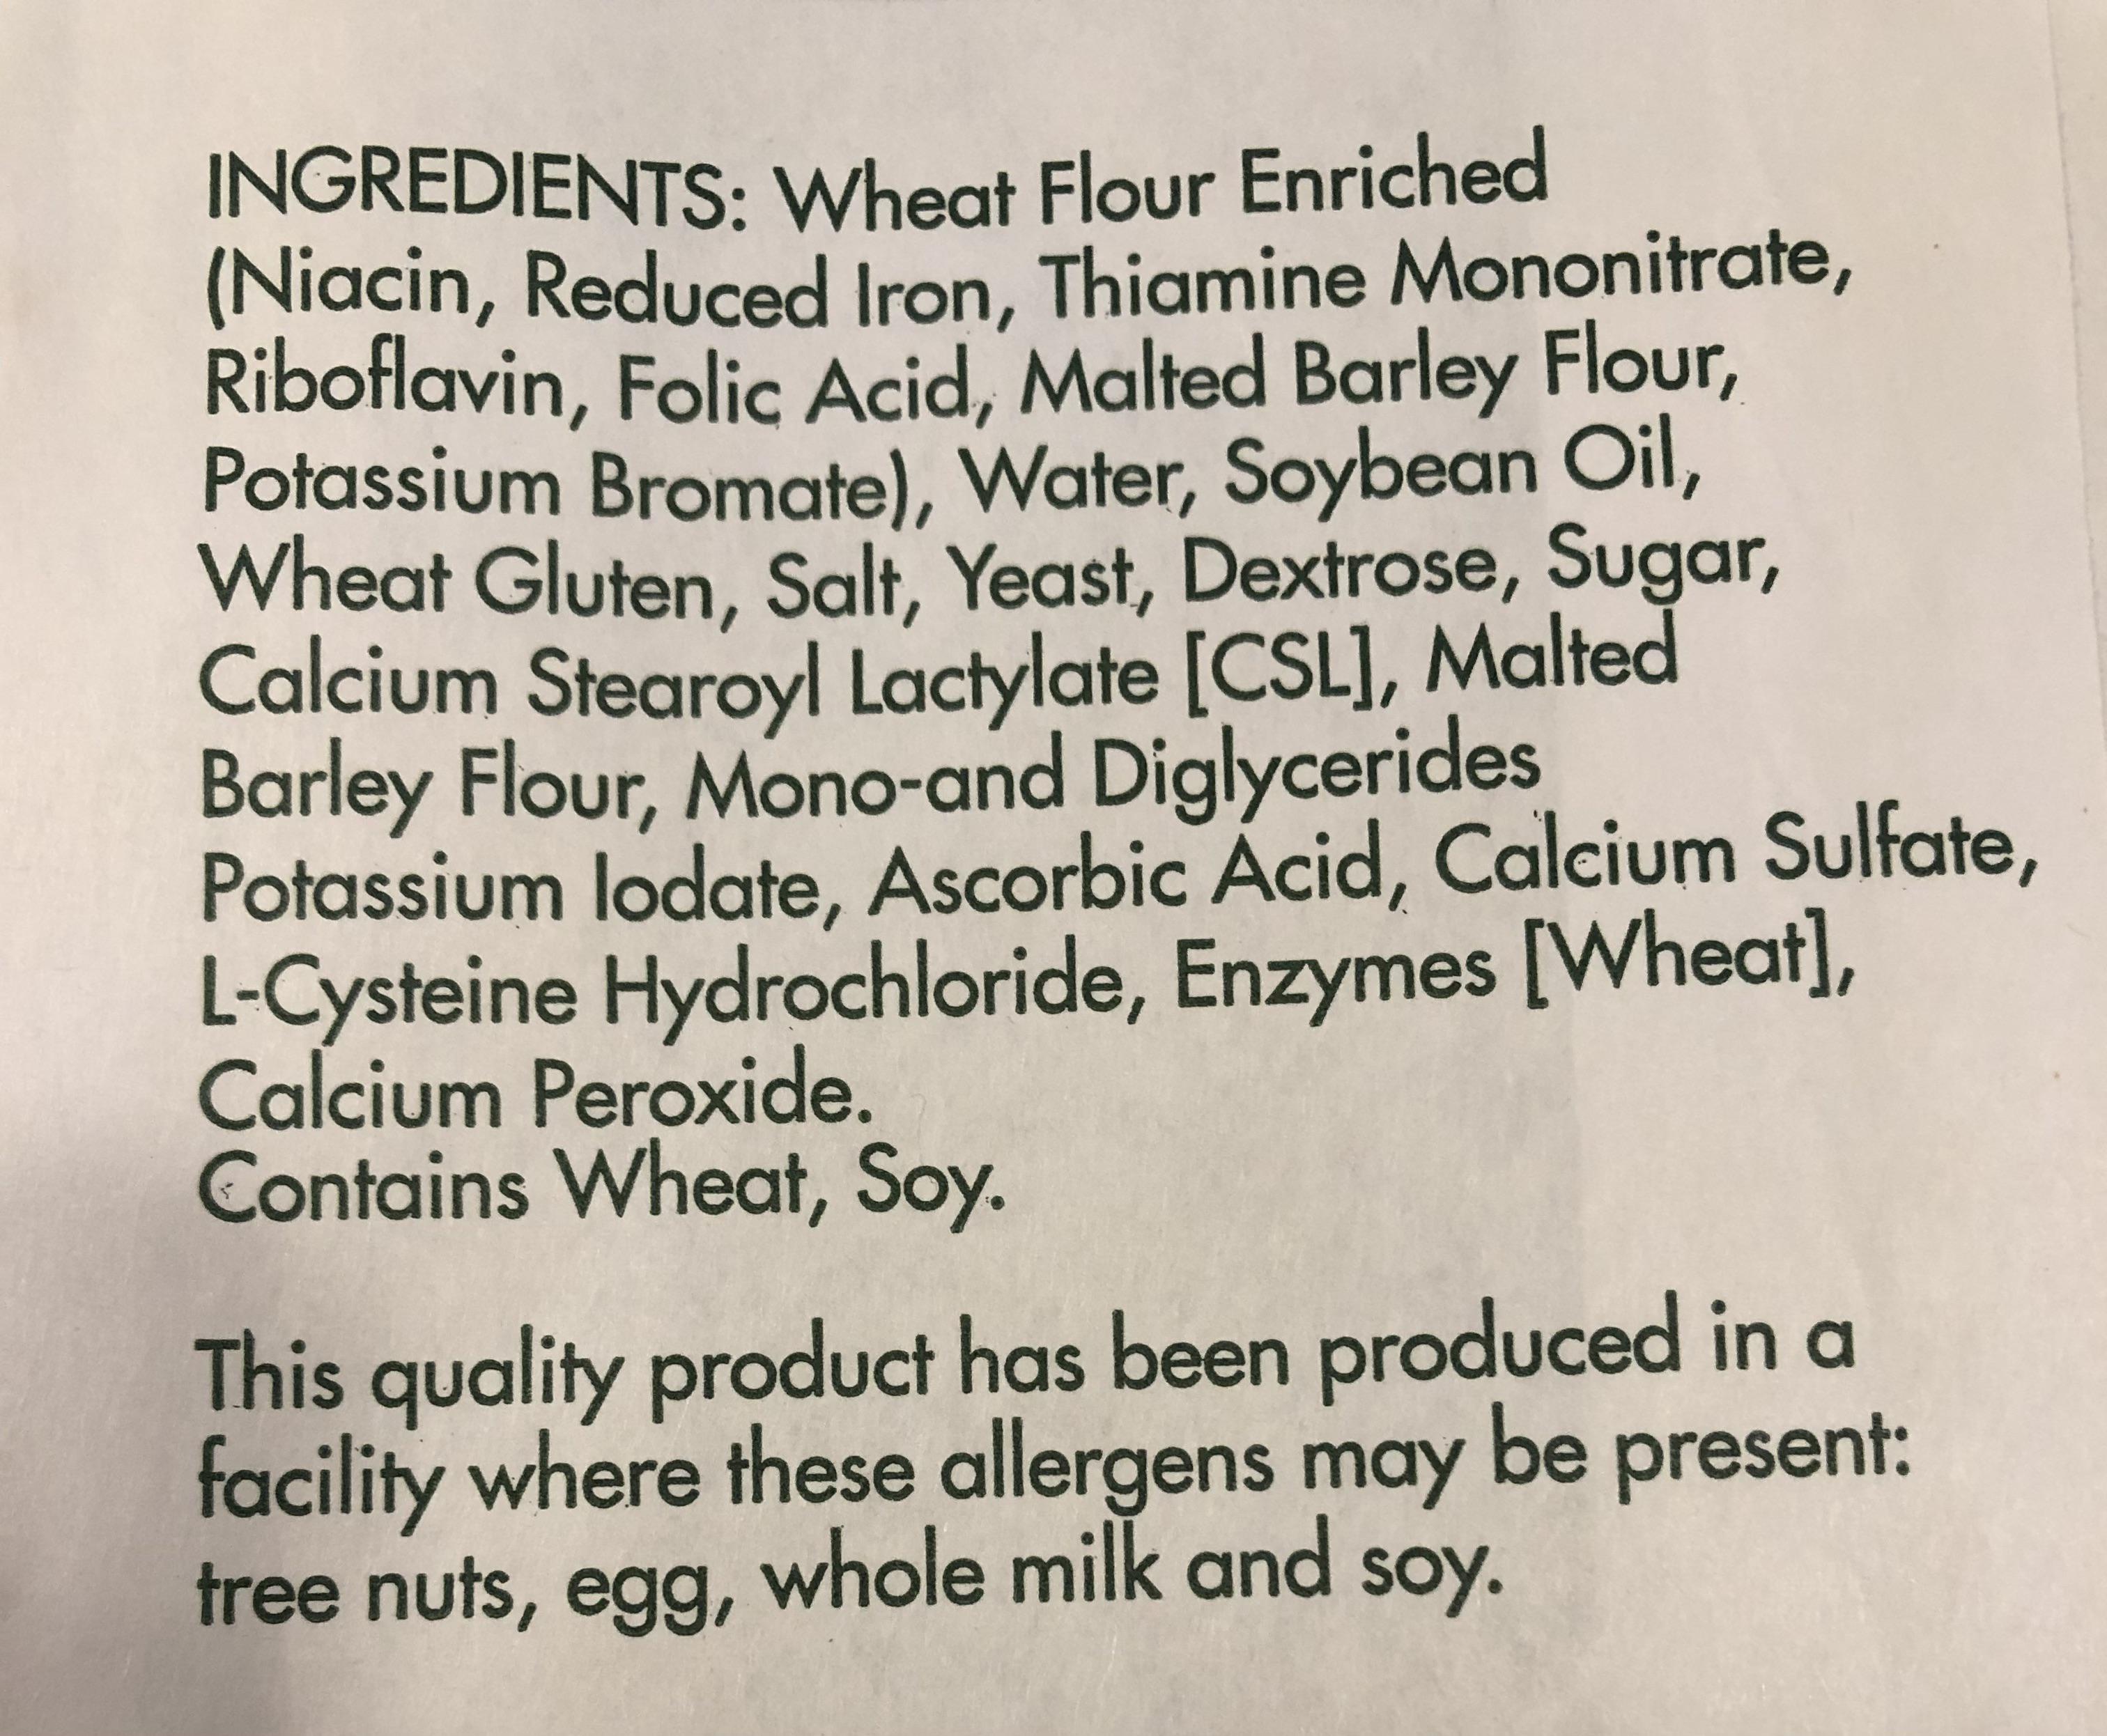 INGREDIENTS: Wheat Flour Enriched
(Niacin, Reduced Iron, Thiamine Mononitrate,
Riboflavin, Folic Acid, Malted Barley Flour,
Potassium Bromate), Water, Soybean Oil,
Wheat Gluten, Salt, Yeast, Dextrose, Sugar,
Calcium Stearoyl Lactylate [CSL], Malted
Barley Flour, Mono-and Diglycerides
Potassium Iodate, Ascorbic Acid, Calcium Sulfate,
L-Cysteine Hydrochloride, Enzymes [Wheat],
Calcium Peroxide.
Contains Wheat, Soy.
This quality product has been produced in a
facility where these allergens may be present:
tree nuts, egg, whole milk and soy.